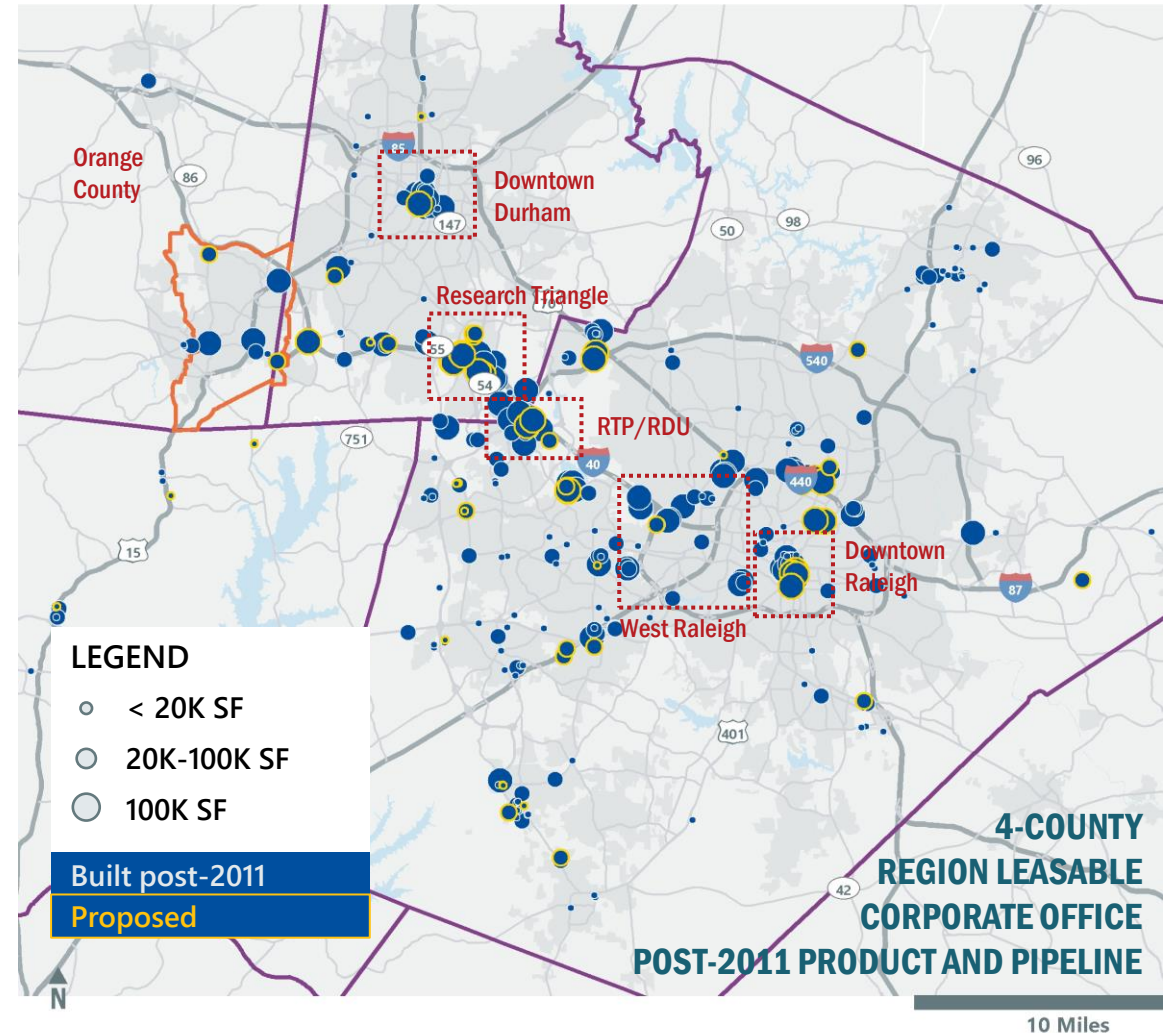 Orange
County
86
85
Downtown
Durham
147
96
98
50
Research Triangle
70
55
54
540
RTP/RDU
751
40
440
15
Downtown
Raleigh
87
West Raleigh
LEGEND
< 20K SF
20K-100K SF
100K SF
Built post-2011
Proposed
401
42
4-COUNTY
REGION LEASABLE
CORPORATE OFFICE
POST-2011 PRODUCT AND PIPELINE
N
10 Miles